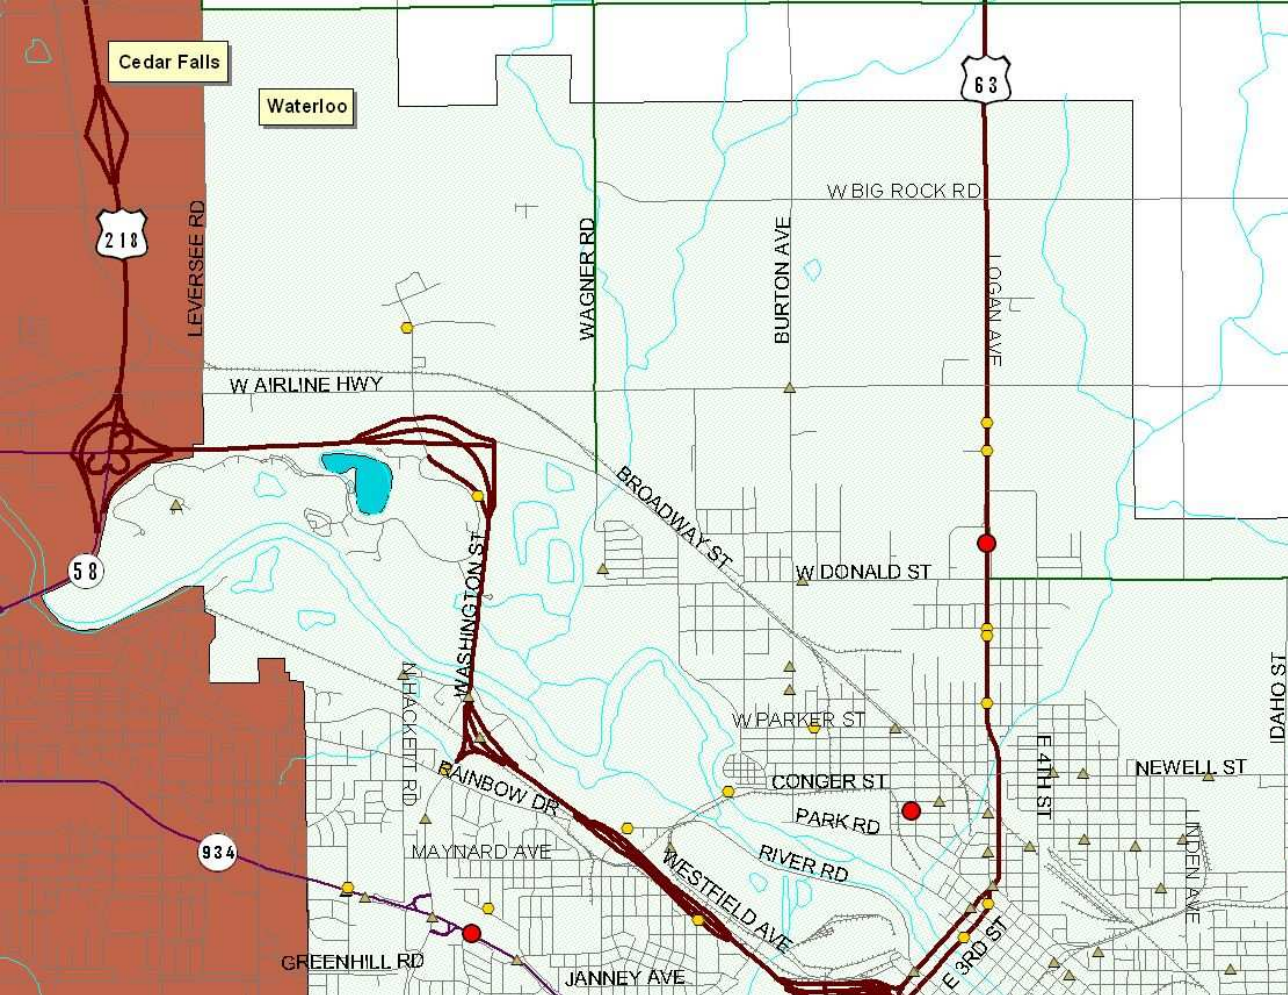 Cedar Falls
Waterloo
63
W BIG ROCK RD
218
LEVERSEE RD
WAGNER RD
BURTON AVE
LOGAN AVE
W AIRLINE HWY
BROADWAY ST
58
W DONALD ST
WASHINGTON ST
N HACKETT RD
W PARKER ST
IDAHO ST
E 4TH ST
NEWELL ST
RAINBOW DR
CONGER ST
PARK RD
934
MAYNARD AVE
RIVER RD
LINDEN AVE
WESTFIELD AVE
GREENHILL RD
JANNEY AVE
E 3RD ST